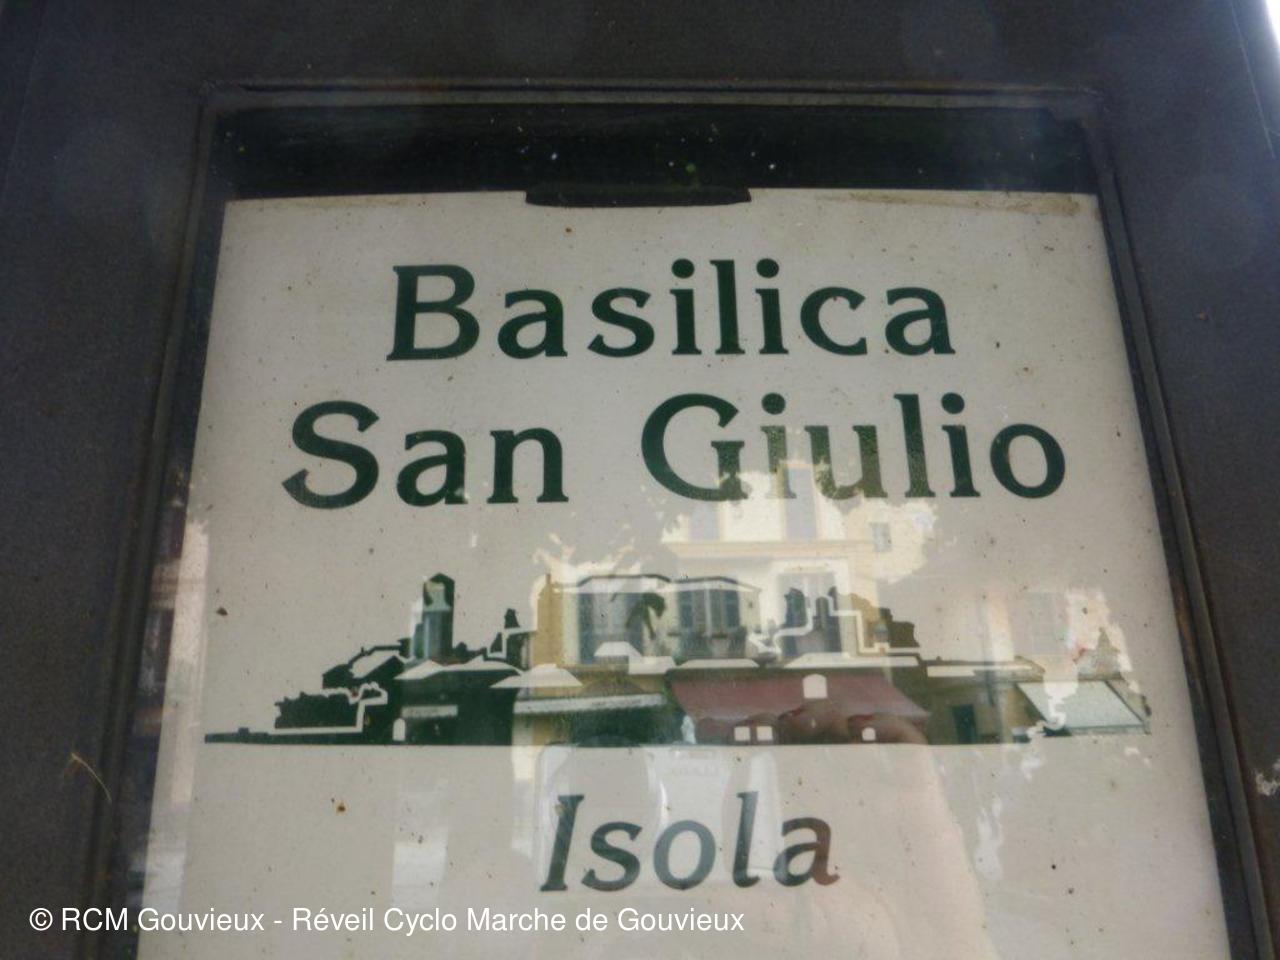 Basilica
San Giulio
Isola
© RCM Gouvieux - Réveil Cyclo Marche de Gouvieux